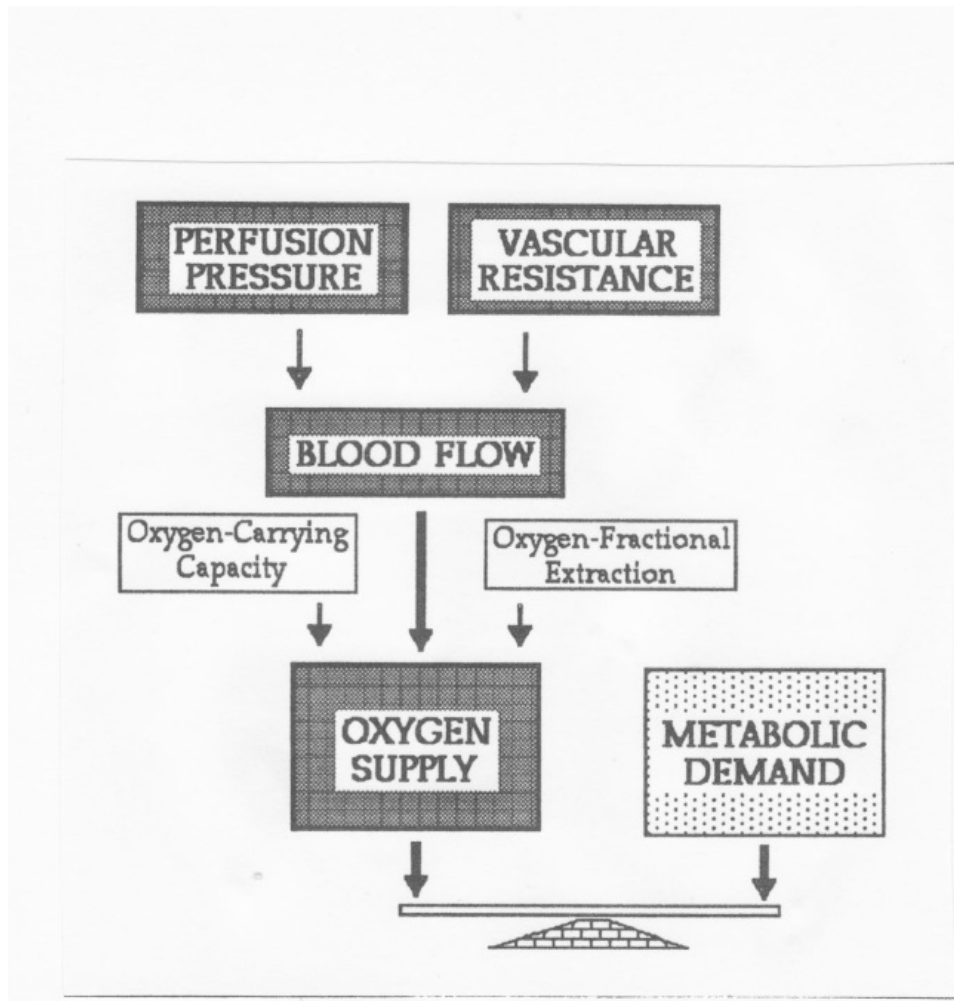 PERFUSION
PRESSURE
VASCULAR
RESISTANCE
BLOOD FLOW
Oxygen-Carrying
Capacity
Oxygen-Fractional
Extraction
OXYGEN
SUPPLY
METABOLIC
DEMAND